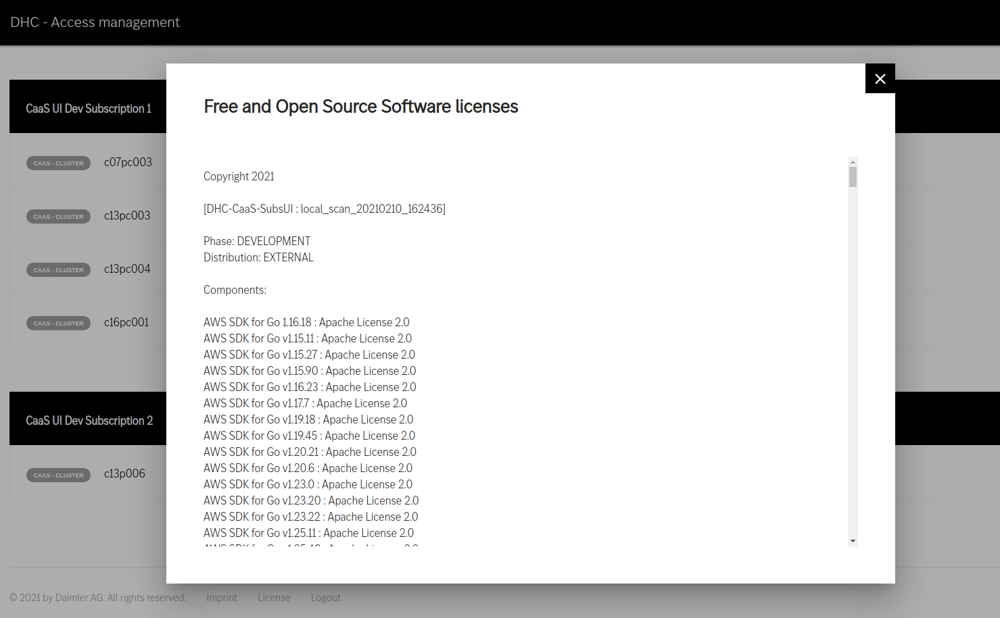 DHC - Access management
CaaS UI Dev Subscription 1
CAAS - CLUSTER c07pc003
CAAS - CLUSTER c13pc003
CAAS - CLUSTER c13pc004
CAAS - CLUSTER c16pc001
CaaS UI Dev Subscription 2
CAAS - CLUSTER c13p006
Free and Open Source Software licenses
Copyright 2021
[DHC-CaaS-SubsUI : local_scan_20210210_162436]
Phase: DEVELOPMENT
Distribution: EXTERNAL
Components:
AWS SDK for Go 1.16.18 : Apache License 2.0
AWS SDK for Go v1.15.11 : Apache License 2.0
AWS SDK for Go v1.15.27 : Apache License 2.0
AWS SDK for Go v1.15.90 : Apache License 2.0
AWS SDK for Go v1.16.23 : Apache License 2.0
AWS SDK for Go v1.17.7 : Apache License 2.0
AWS SDK for Go v1.19.18 : Apache License 2.0
AWS SDK for Go v1.19.45 : Apache License 2.0
AWS SDK for Go v1.20.21 : Apache License 2.0
AWS SDK for Go v1.20.6 : Apache License 2.0
AWS SDK for Go v1.23.0 : Apache License 2.0
AWS SDK for Go v1.23.20 : Apache License 2.0
AWS SDK for Go v1.23.22 : Apache License 2.0
AWS SDK for Go v1.25.11 : Apache License 2.0
© 2021 by Daimler AG. All rights reserved. Imprint License Logout